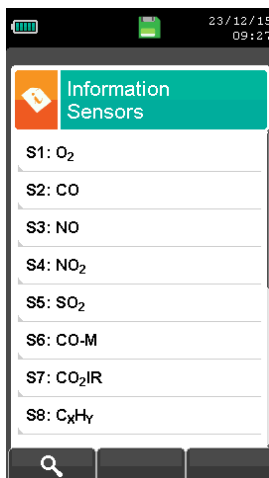 23/12/15
09:27
Information
Sensors
S1: O₂
S2: CO
S3: NO
S4: NO₂
S5: SO₂
S6: CO-M
S7: CO₂IR
S8: CₓHᵧ